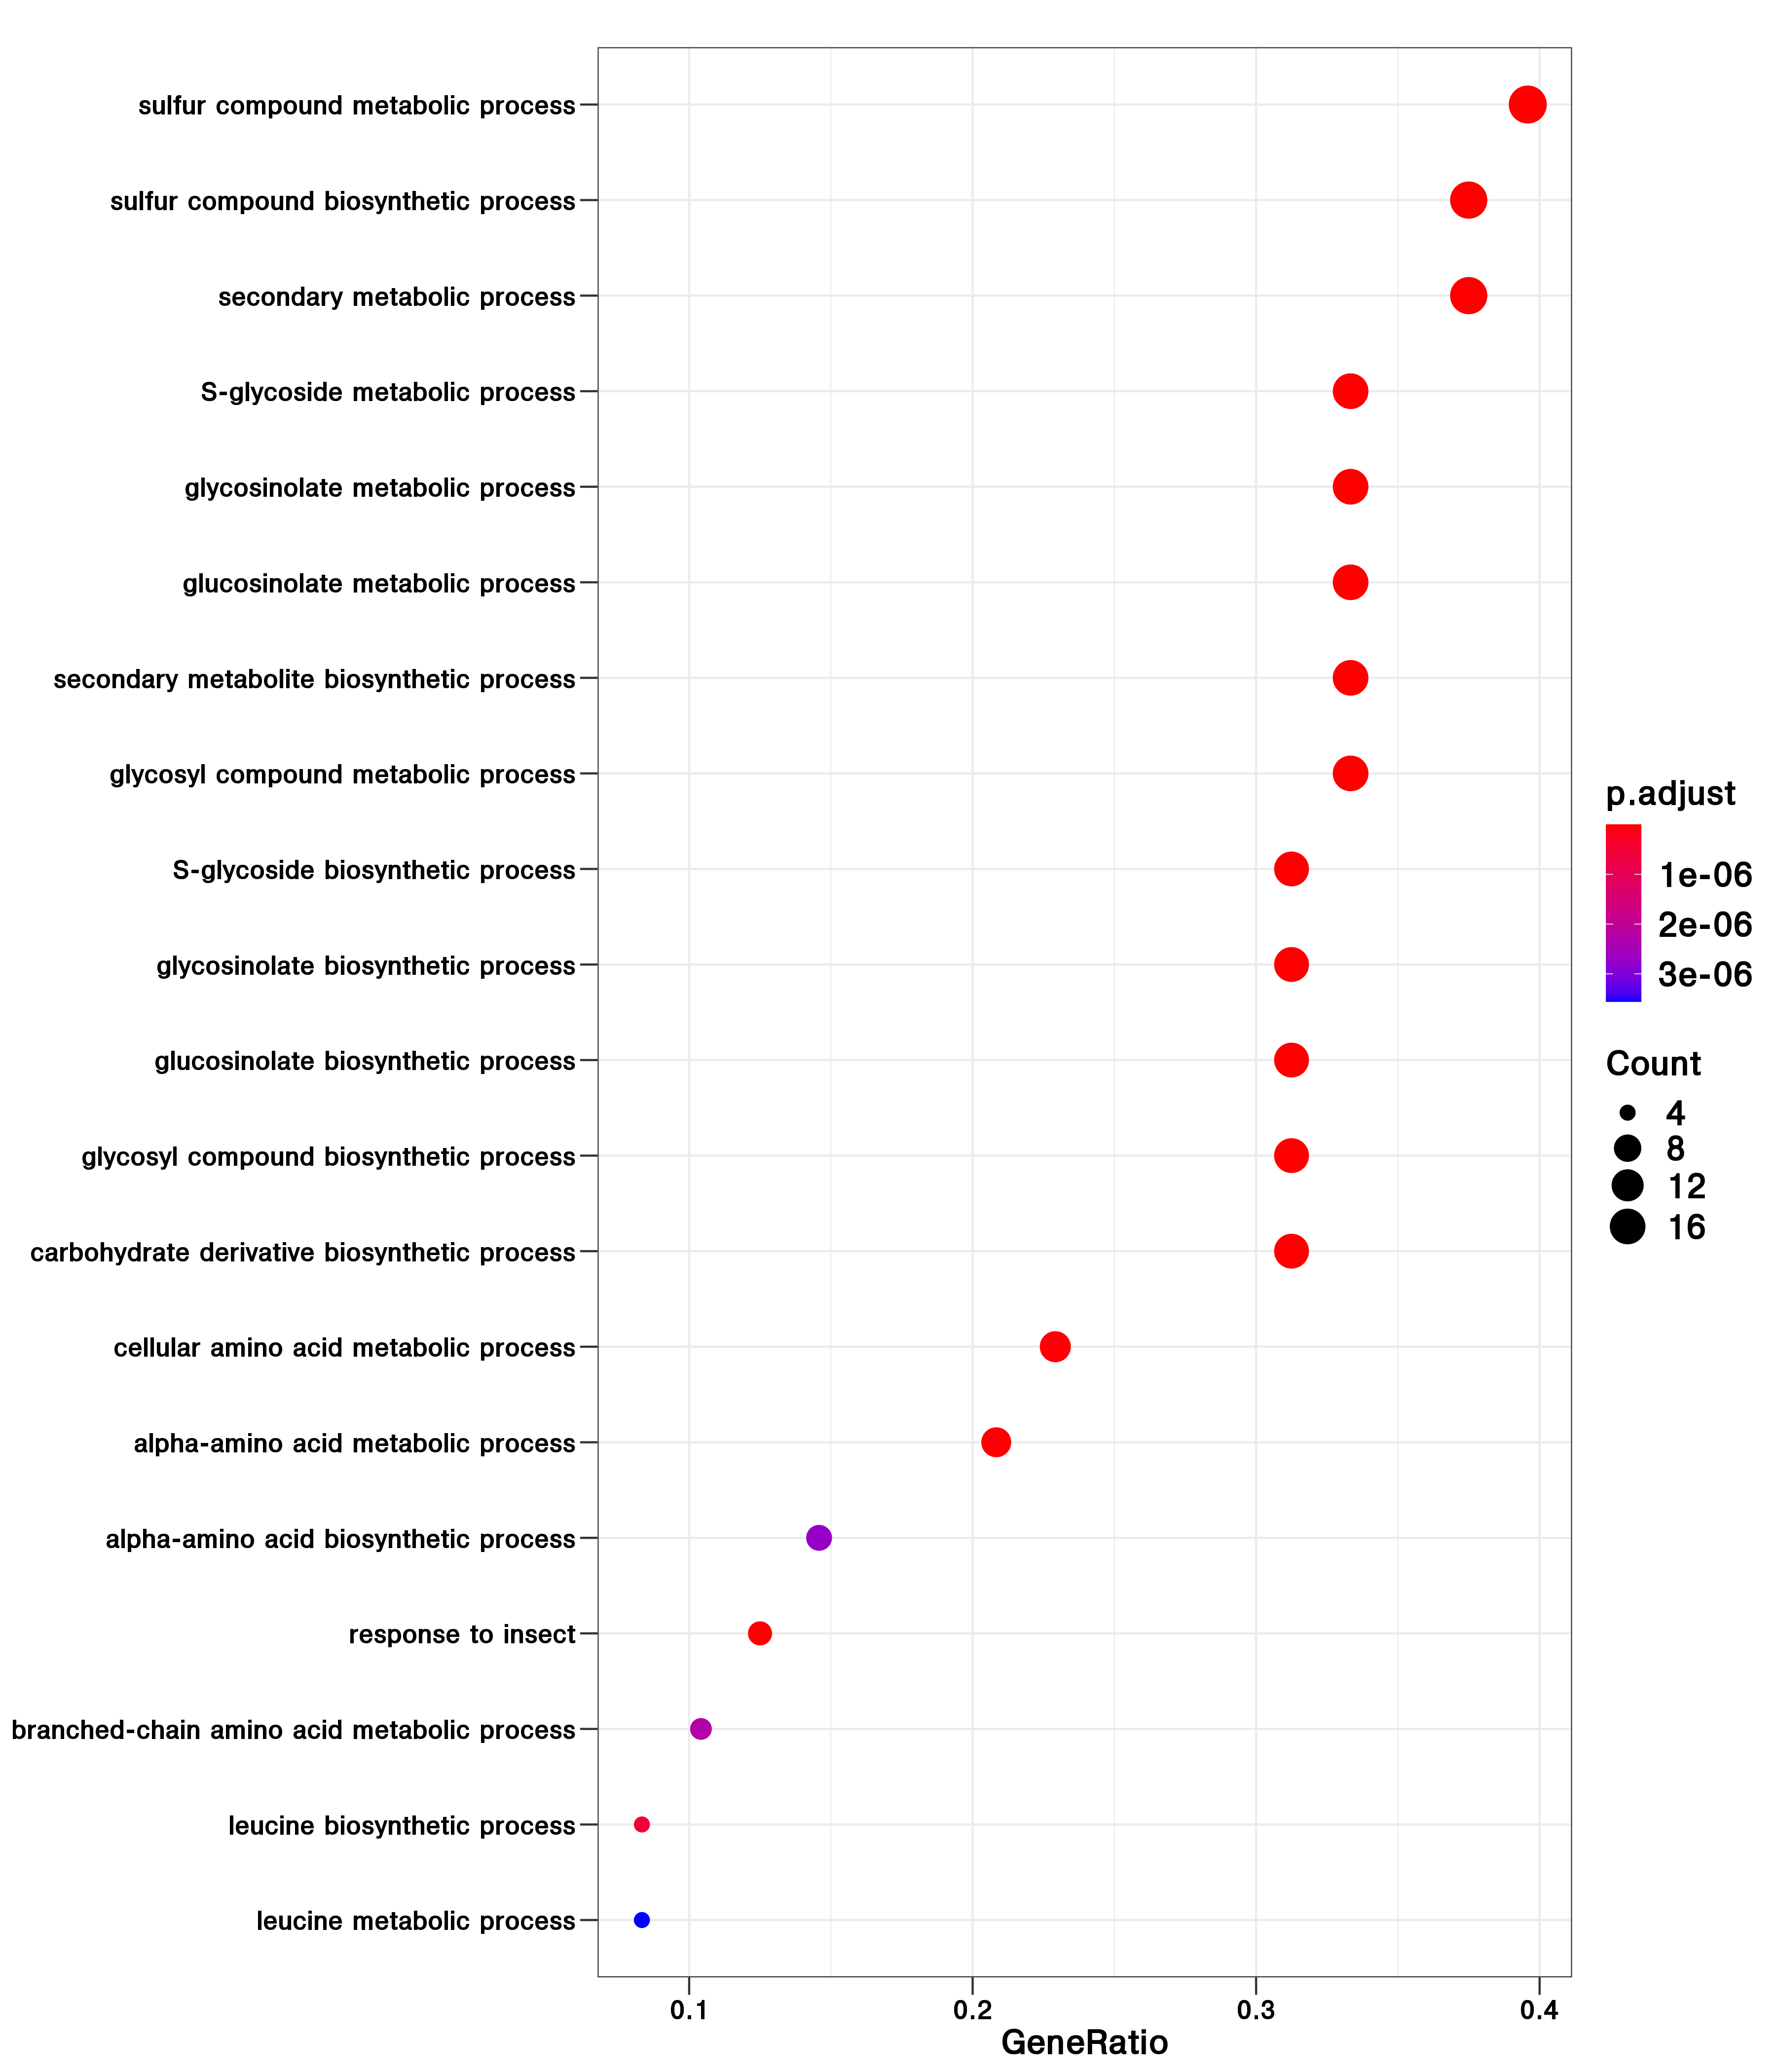 sulfur compound metabolic process
sulfur compound biosynthetic process
secondary metabolic process
S-glycoside metabolic process
glycosinolate metabolic process
glucosinolate metabolic process
secondary metabolite biosynthetic process
glycosyl compound metabolic process
S-glycoside biosynthetic process
glycosinolate biosynthetic process
glucosinolate biosynthetic process
glycosyl compound biosynthetic process
carbohydrate derivative biosynthetic process
cellular amino acid metabolic process
alpha-amino acid metabolic process
alpha-amino acid biosynthetic process
response to insect
branched-chain amino acid metabolic process
leucine biosynthetic process
leucine metabolic process
0.1 0.2 0.3 0.4
GeneRatio
p.adjust
1e-06
2e-06
3e-06
Count
4
8
12
16